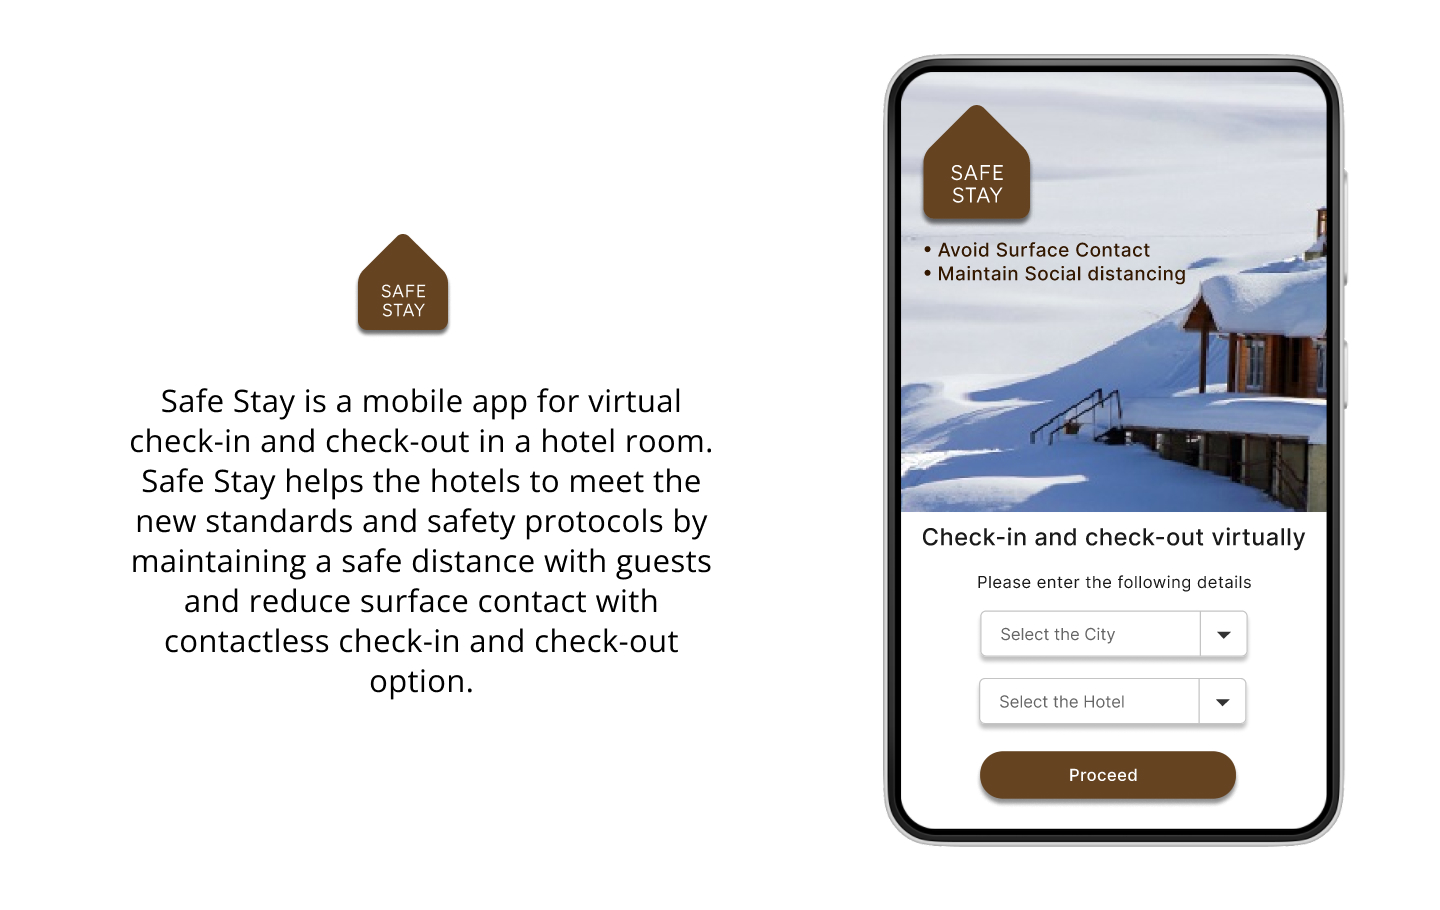 SAFE
STAY
Safe Stay is a mobile app for virtual
check-in and check-out in a hotel room.
Safe Stay helps the hotels to meet the
new standards and safety protocols by
maintaining a safe distance with guests
and reduce surface contact with
contactless check-in and check-out
option.
SAFE
STAY
• Avoid Surface Contact
• Maintain Social distancing
Check-in and check-out virtually
Please enter the following details
Select the City
Select the Hotel
Proceed